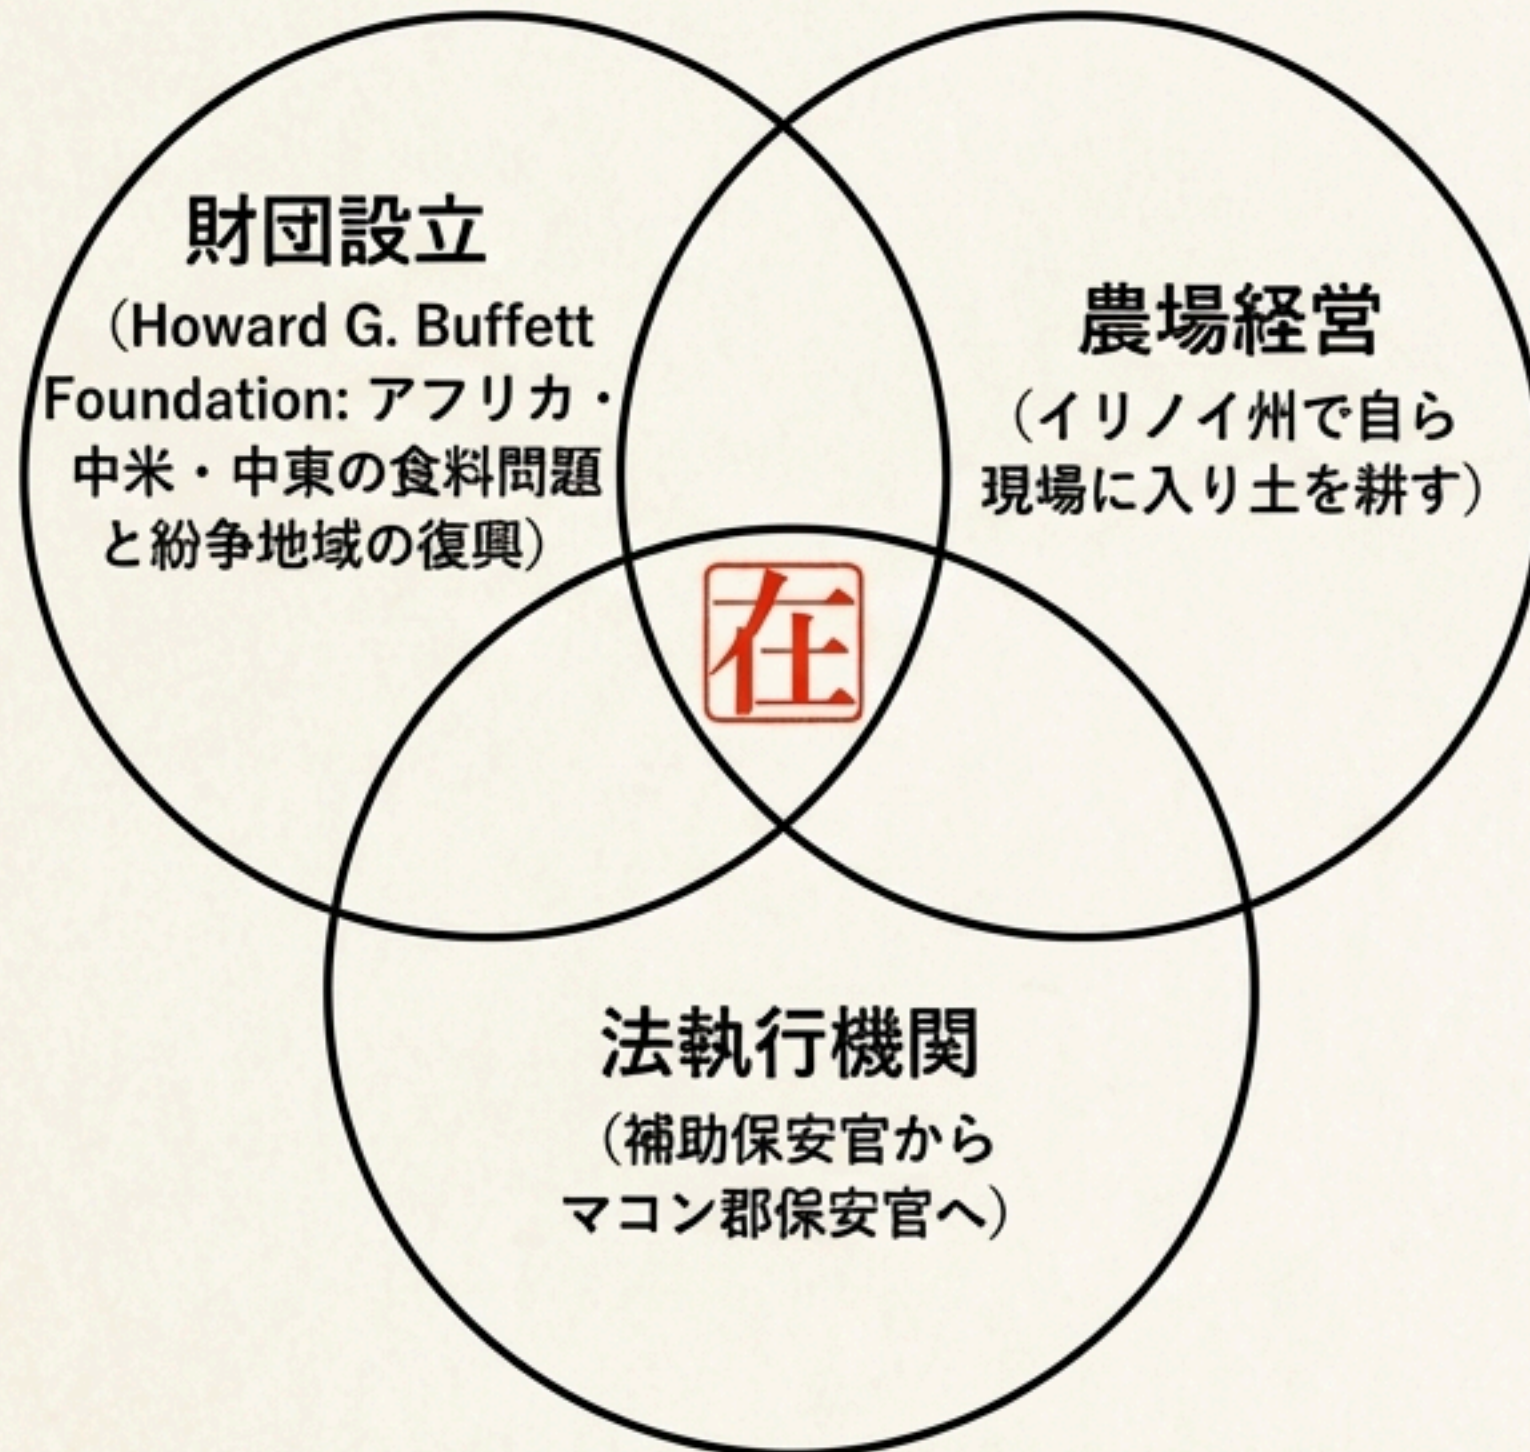 財団設立
（Howard G. Buffett
Foundation: アフリカ・
中米・中東の食料問題
と紛争地域の復興）
農場経営
（イリノイ州で自ら
現場に入り土を耕す）
在
法執行機関
（補助保安官から
マコン郡保安官へ）